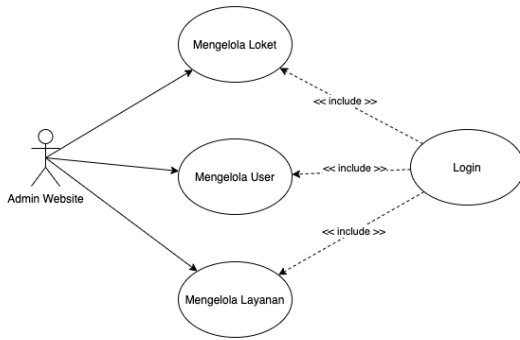 Mengelola Loket
<< include >>
Mengelola User
<< include >>
Login
Admin Website
<< include >>
Mengelola Layanan